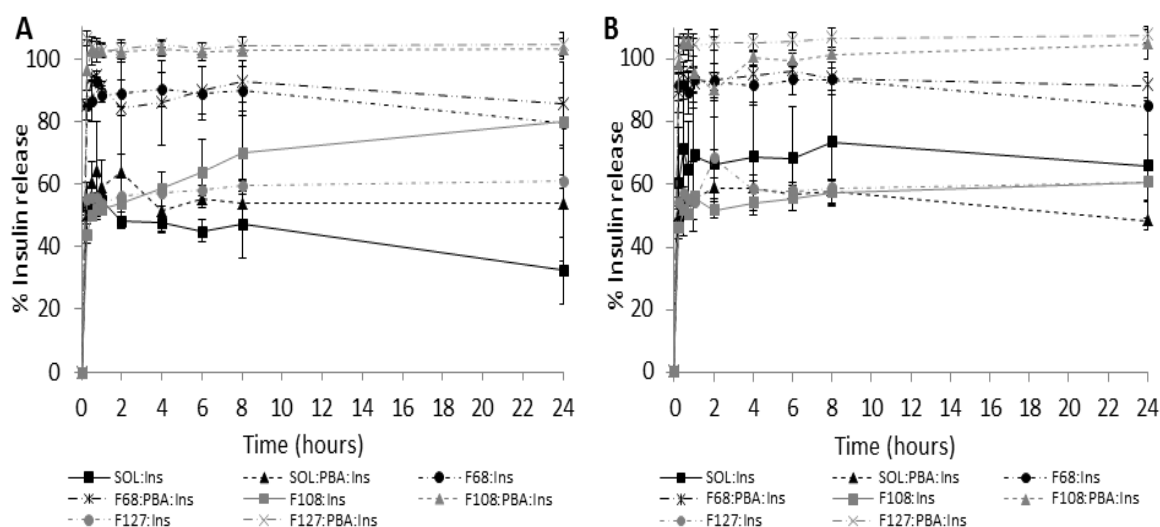 A
% Insulin release
100
80
60
40
20
0
0 2 4 6 8 10 12 14 16 18 20 22 24
Time (hours)
SOL:Ins SOL:PBA:Ins F68:Ins
F68:PBA:Ins F108:Ins F108:PBA:Ins
F127:Ins F127:PBA:Ins
B
% Insulin release
100
80
60
40
20
0
0 2 4 6 8 10 12 14 16 18 20 22 24
Time (hours)
SOL:Ins SOL:PBA:Ins F68:Ins
F68:PBA:Ins F108:Ins F108:PBA:Ins
F127:Ins F127:PBA:Ins